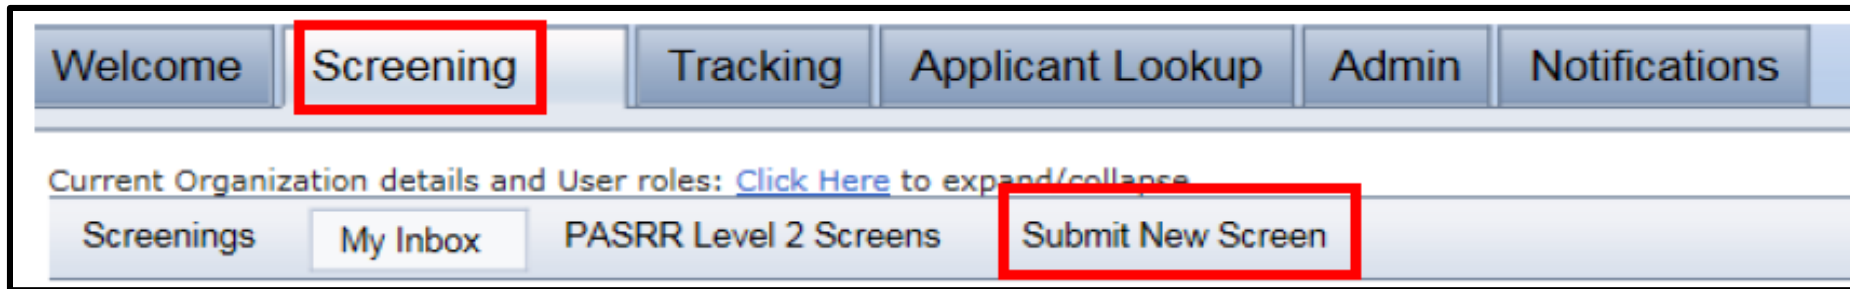 Welcome Screening Tracking Applicant Lookup Admin Notifications
Current Organization details and User roles: Click Here to expand/collapse
Screenings My Inbox PASRR Level 2 Screens Submit New Screen